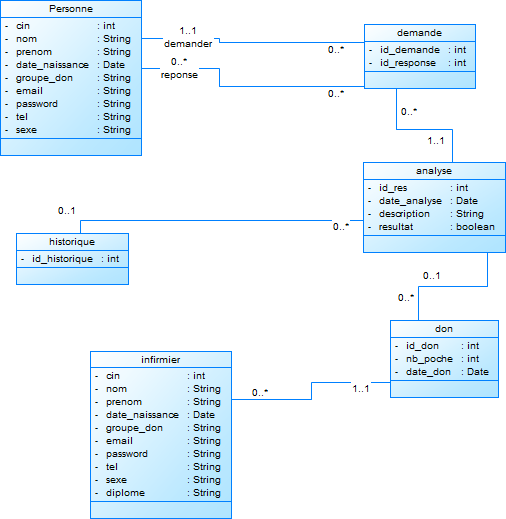 Personne
- cin : int
- nom : String
- prenom : String
- date_naissance : Date
- groupe_don : String
- email : String
- password : String
- tel : String
- sexe : String
1..1
demander
0..*
0..*
reponse
0..*
demande
- id_demande : int
- id_response : int
0..*
1..1
analyse
- id_res : int
- date_analyse : Date
- description : String
- resultat : boolean
0..1
0..*
historique
- id_historique : int
0..1
0..*
don
- id_don : int
- nb_poche : int
- date_don : Date
infirmier
- cin : int
- nom : String
- prenom : String
- date_naissance : Date
- groupe_don : String
- email : String
- password : String
- tel : String
- sexe : String
- diplome : String
0..*
1..1